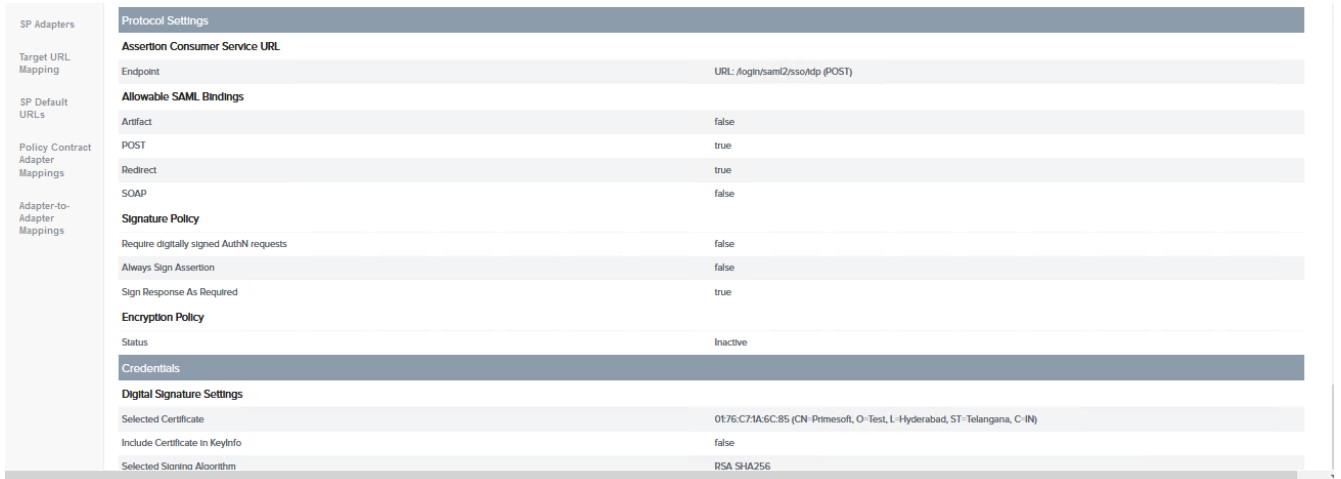 SP Adapters
Target URL
Mapping
SP Default
URLs
Policy Contract
Adapter
Mappings
Adapter-to-
Adapter
Mappings
Protocol Settings
Assertion Consumer Service URL
Endpoint URL: /login/saml2/sso/idp (POST)
Allowable SAML Bindings
Artifact false
POST true
Redirect true
SOAP false
Signature Policy
Require digitally signed AuthN requests false
Always Sign Assertion false
Sign Response As Required true
Encryption Policy
Status Inactive
Credentials
Digital Signature Settings
Selected Certificate 01:76:C7:1A:6C:85 (CN=Primesoft, O=Test, L=Hyderabad, ST=Telangana, C=IN)
Include Certificate in KeyInfo false
Selected Signing Algorithm RSA SHA256